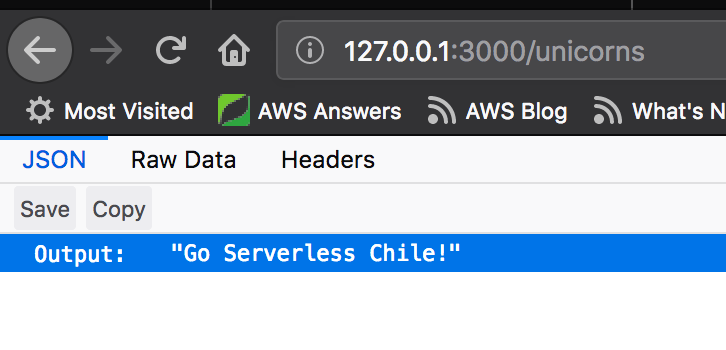 127.0.0.1:3000/unicorns
Most Visited AWS Answers AWS Blog What's N
JSON Raw Data Headers
Save Copy
Output: "Go Serverless Chile!"